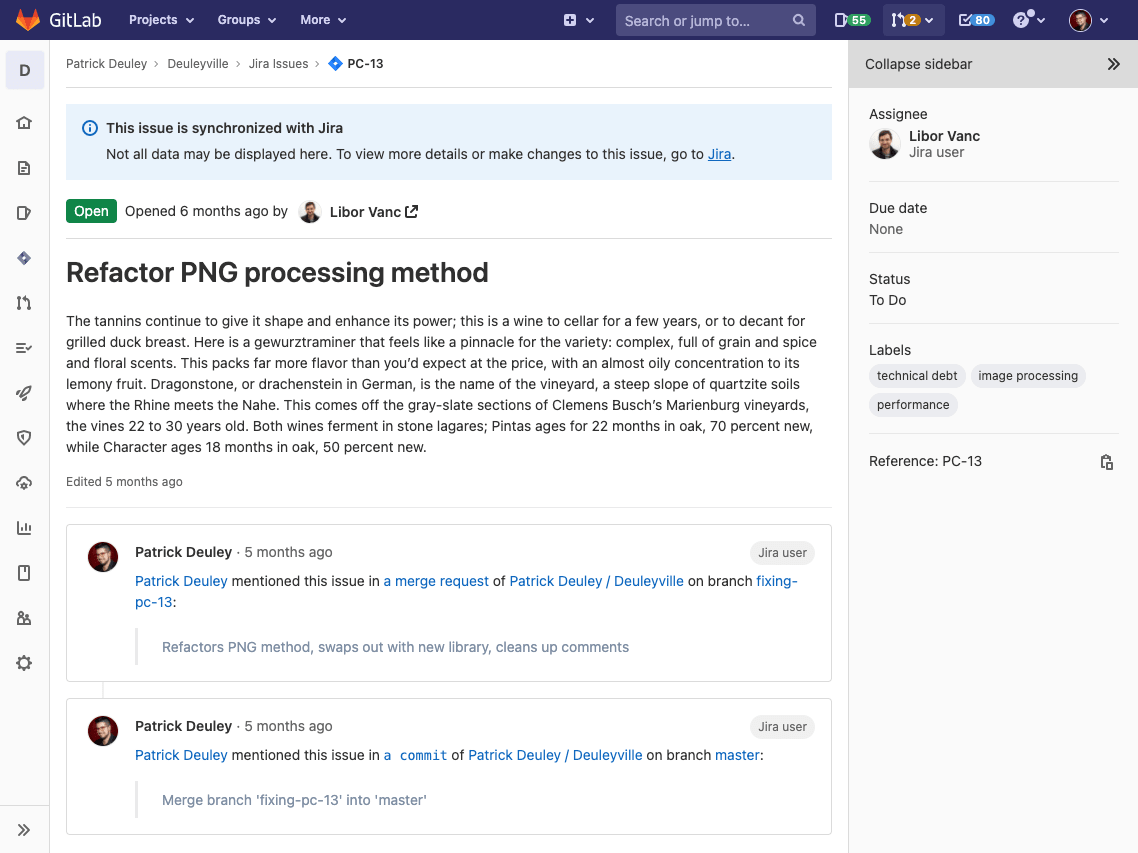 GitLab Projects Groups More Search or jump to... 55 2 80 ?
D
Patrick Deuley > Deuleyville > Jira Issues > PC-13
Collapse sidebar
This issue is synchronized with Jira
Not all data may be displayed here. To view more details or make changes to this issue, go to Jira.
Open Opened 6 months ago by Libor Vanc
Refactor PNG processing method
The tannins continue to give it shape and enhance its power; this is a wine to cellar for a few years, or to decant for
grilled duck breast. Here is a gewurztraminer that feels like a pinnacle for the variety: complex, full of grain and spice
and floral scents. This packs far more flavor than you’d expect at the price, with an almost oily concentration to its
lemony fruit. Dragonstone, or drachenstein in German, is the name of the vineyard, a steep slope of quartzite soils
where the Rhine meets the Nahe. This comes off the gray-slate sections of Clemens Busch’s Marienburg vineyards,
the vines 22 to 30 years old. Both wines ferment in stone lagares; Pintas ages for 22 months in oak, 70 percent new,
while Character ages 18 months in oak, 50 percent new.
Edited 5 months ago
Patrick Deuley · 5 months ago Jira user
Patrick Deuley mentioned this issue in a merge request of Patrick Deuley / Deuleyville on branch fixing-
pc-13:
Refactors PNG method, swaps out with new library, cleans up comments
Patrick Deuley · 5 months ago Jira user
Patrick Deuley mentioned this issue in a commit of Patrick Deuley / Deuleyville on branch master:
Merge branch 'fixing-pc-13' into 'master'
Assignee
Libor Vanc
Jira user
Due date
None
Status
To Do
Labels
technical debt image processing
performance
Reference: PC-13